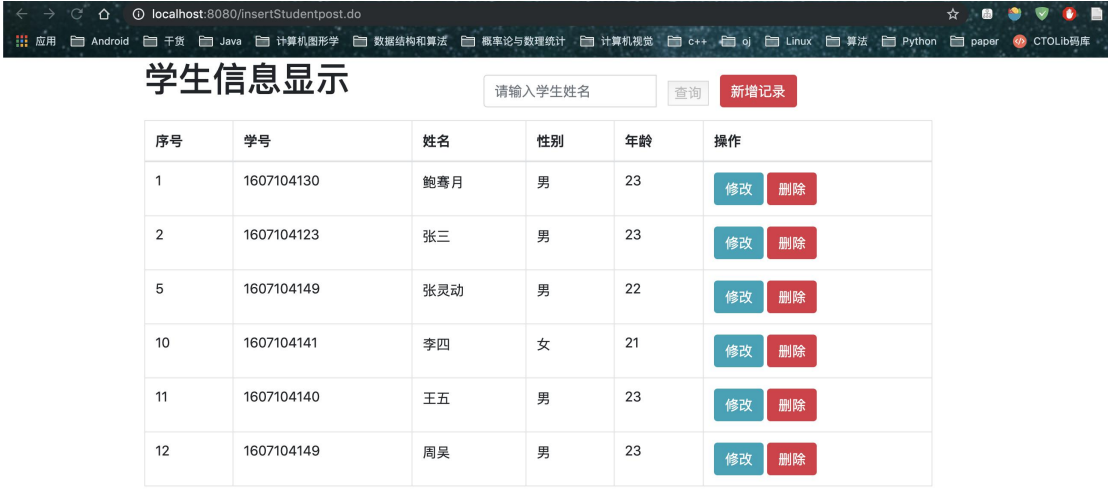 localhost:8080/insertStudentpost.do
应用 Android 干货 Java 计算机图形学 数据结构和算法 概率论与数理统计 计算机视觉 c++ oj Linux 算法 Python paper CTOLib码库
学生信息显示 请输入学生姓名 查询 新增记录
序号 学号 姓名 性别 年龄 操作
1 1607104130 鲍骞月 男 23 修改 删除
2 1607104123 张三 男 23 修改 删除
5 1607104149 张灵动 男 22 修改 删除
10 1607104141 李四 女 21 修改 删除
11 1607104140 王五 男 23 修改 删除
12 1607104149 周吴 男 23 修改 删除